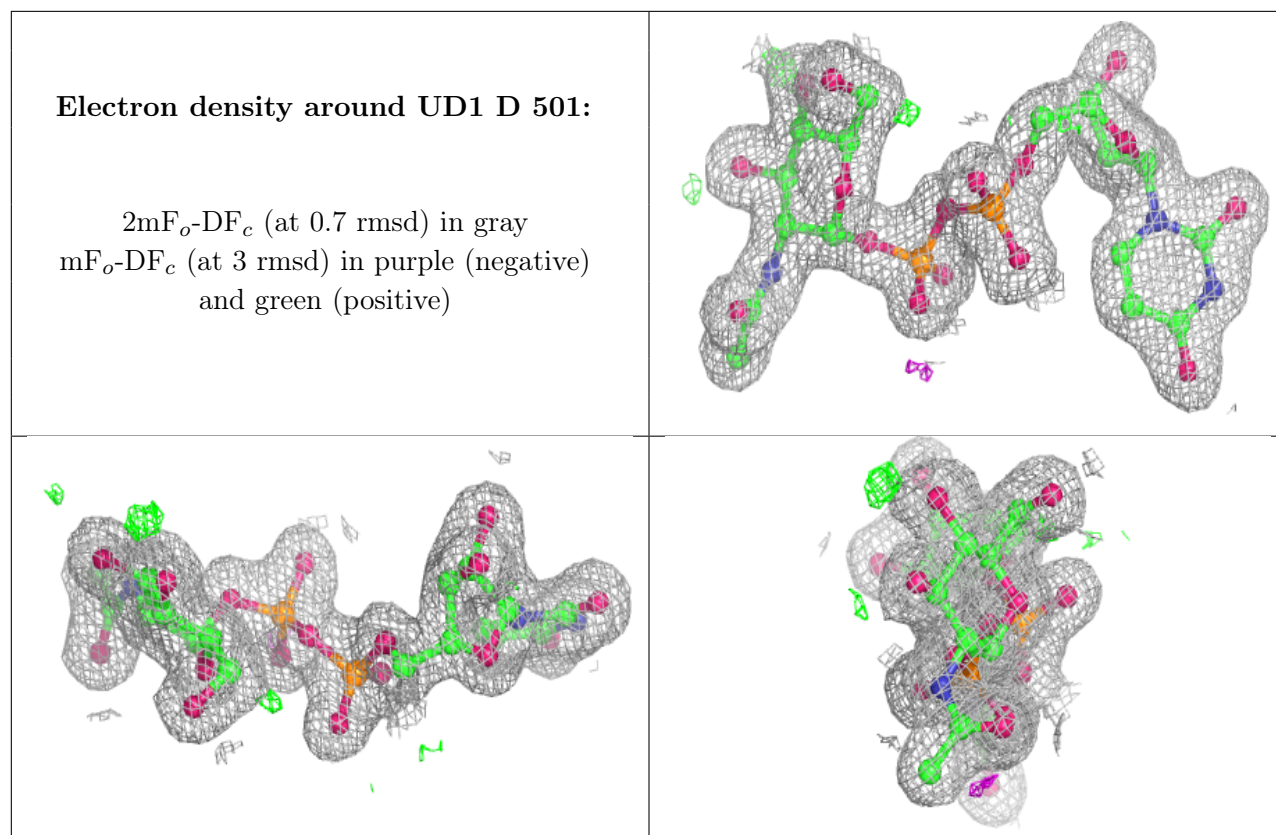 Electron density around UD1 D 501:
2mFo-DFc (at 0.7 rmsd) in gray
mFo-DFc (at 3 rmsd) in purple (negative)
and green (positive)